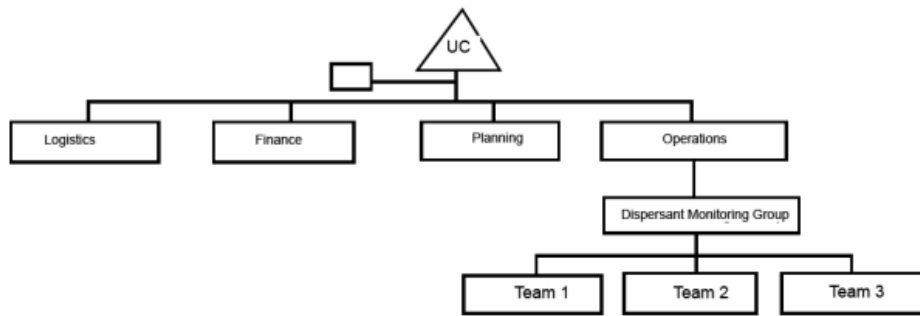 UC
Logistics
Finance
Planning
Operations
Dispersant Monitoring Group
Team 1
Team 2
Team 3